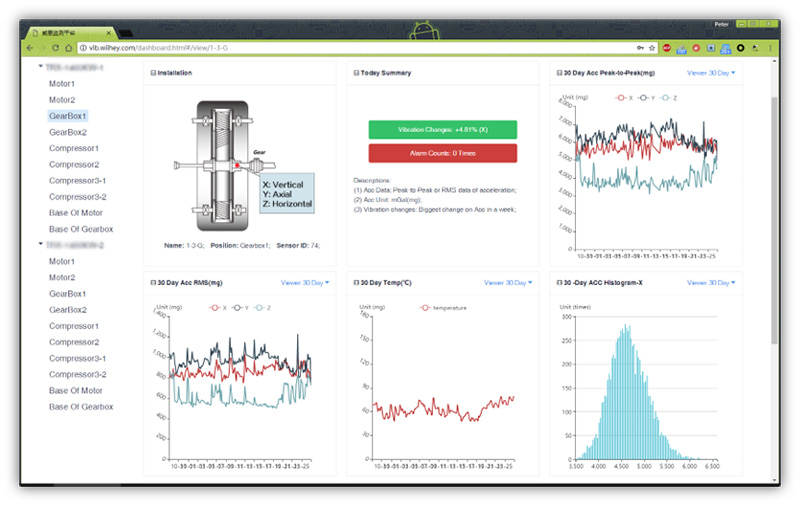 Peter
威惠监测平台
vib.wilhey.com/dashboard.html#/view/1-3-G
Motor1
Motor2
GearBox1
GearBox2
Compressor1
Compressor2
Compressor3-1
Compressor3-2
Base Of Motor
Base Of Gearbox
Motor1
Motor2
GearBox1
GearBox2
Compressor1
Compressor2
Compressor3-1
Compressor3-2
Base Of Motor
Base Of Gearbox
Installation
Gear
X: Vertical
Y: Axial
Z: Horizontal
Name: 1-3-G; Position: Gearbox1; Sensor ID: 74;
Today Summary
Vibration Changes: +4.81% (X)
Alarm Counts: 0 Times
Descriptions:
(1) Acc Data: Peak-to-Peak or RMS data of acceleration;
(2) Acc Unit: mGal(mg);
(3) Vibration changes: Biggest change on Acc in a week;
30 Day Acc Peak-to-Peak(mg) Viewer 30 Day
Unit (mg) X Y Z
8,000
7,000
6,000
5,000
4,000
3,000
2,000
1,000
0
10-30-01-03-05-07-09-11-13-15-17-19-21-23-25
30 Day Acc RMS(mg) Viewer 30 Day
Unit (mg) X Y Z
1,400
1,200
1,000
800
600
400
200
0
10-30-01-03-05-07-09-11-13-15-17-19-21-23-25
30 Day Temp(℃) Viewer 30 Day
temperature
180
150
120
90
60
30
0
10-30-01-03-05-07-09-11-13-15-17-19-21-23-25
30 -Day ACC Histogram-X
Unit (times)
300
250
200
150
100
50
0
3.500 4.000 4.500 5.000 5.500 6.000 6.500